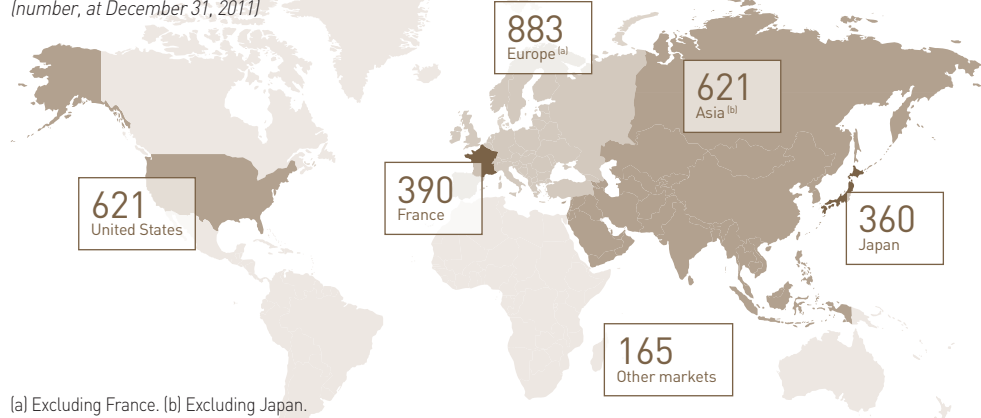 (number, at December 31, 2011)
883
Europe (a)
621
Asia (b)
390
France
621
United States
360
Japan
165
Other markets
(a) Excluding France. (b) Excluding Japan.